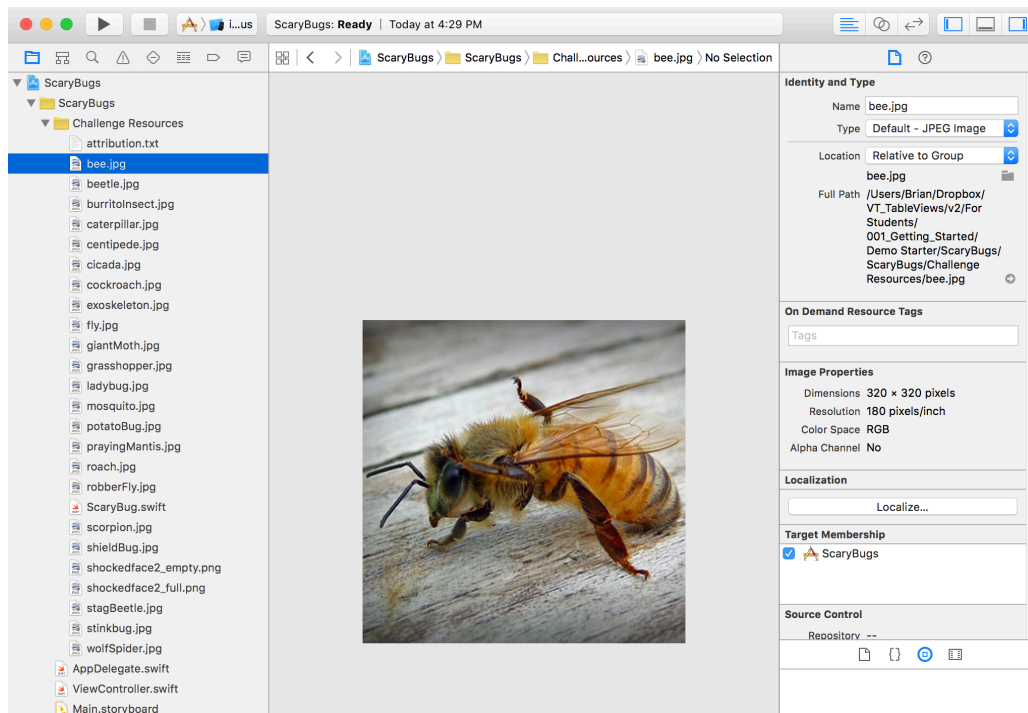 i...us
ScaryBugs: Ready | Today at 4:29 PM
ScaryBugs
ScaryBugs
Challenge Resources
attribution.txt
bee.jpg
beetle.jpg
burritoInsect.jpg
caterpillar.jpg
centipede.jpg
cicada.jpg
cockroach.jpg
exoskeleton.jpg
fly.jpg
giantMoth.jpg
grasshopper.jpg
ladybug.jpg
mosquito.jpg
potatoBug.jpg
prayingMantis.jpg
roach.jpg
robberFly.jpg
ScaryBug.swift
scorpion.jpg
shieldBug.jpg
shockedface2_empty.png
shockedface2_full.png
stagBeetle.jpg
stinkbug.jpg
wolfSpider.jpg
AppDelegate.swift
ViewController.swift
Main.storyboard
ScaryBugs ScaryBugs Chall...ources bee.jpg No Selection
Identity and Type
Name bee.jpg
Type Default - JPEG Image
Location Relative to Group
bee.jpg
Full Path /Users/Brian/Dropbox/
VT_TableViews/v2/For
Students/
001_Getting_Started/
Demo Starter/ScaryBugs/
ScaryBugs/Challenge
Resources/bee.jpg
On Demand Resource Tags
Tags
Image Properties
Dimensions 320 × 320 pixels
Resolution 180 pixels/inch
Color Space RGB
Alpha Channel No
Localization
Localize...
Target Membership
ScaryBugs
Source Control
Repository --